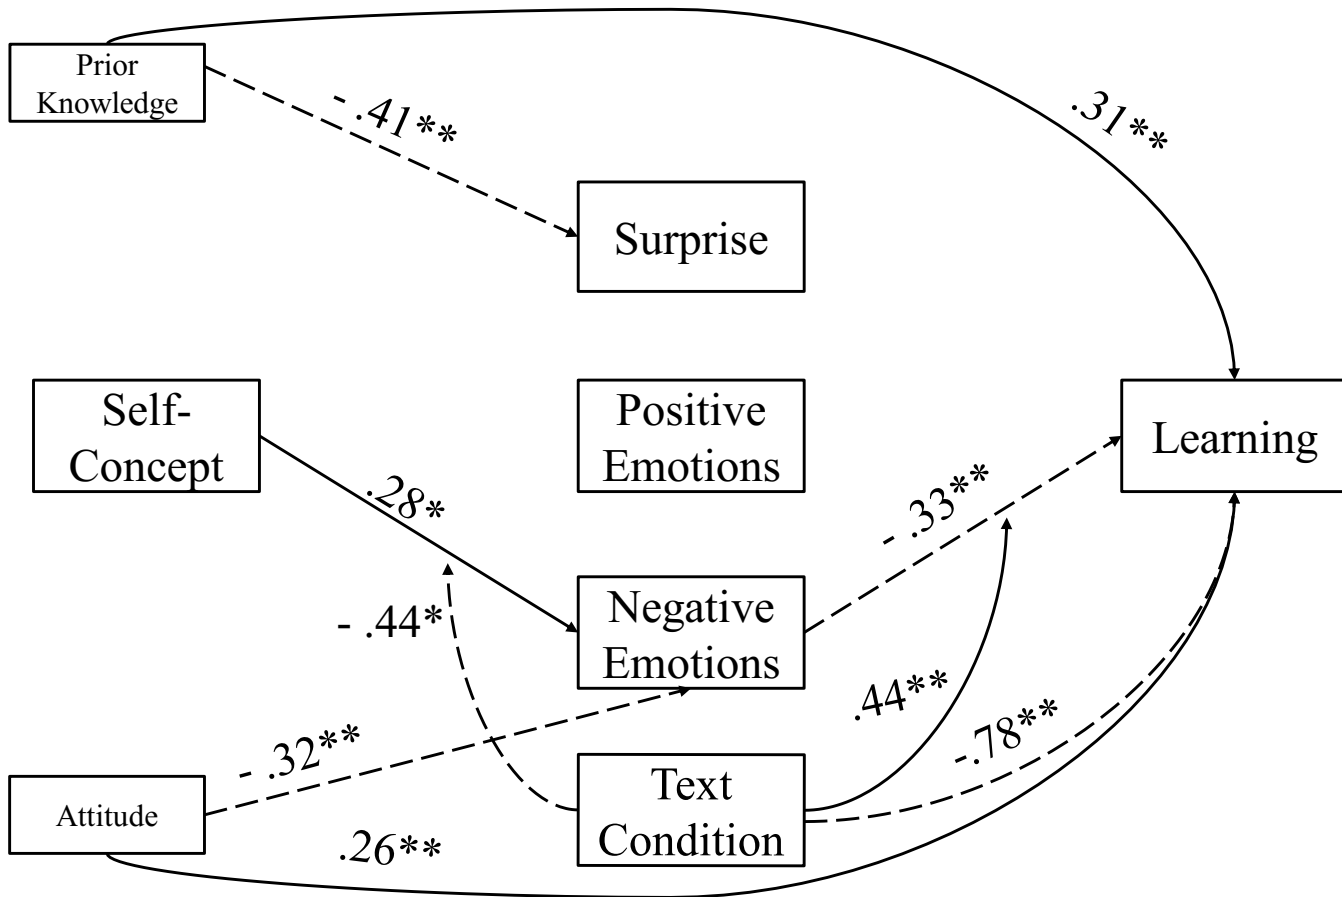 Prior
Knowledge
- .41**
.31**
Surprise
Self-
Concept
Positive
Emotions
Learning
.28*
- .33**
- .44*
Negative
Emotions
- .32**
.44**
-.78**
Attitude
Text
Condition
.26**